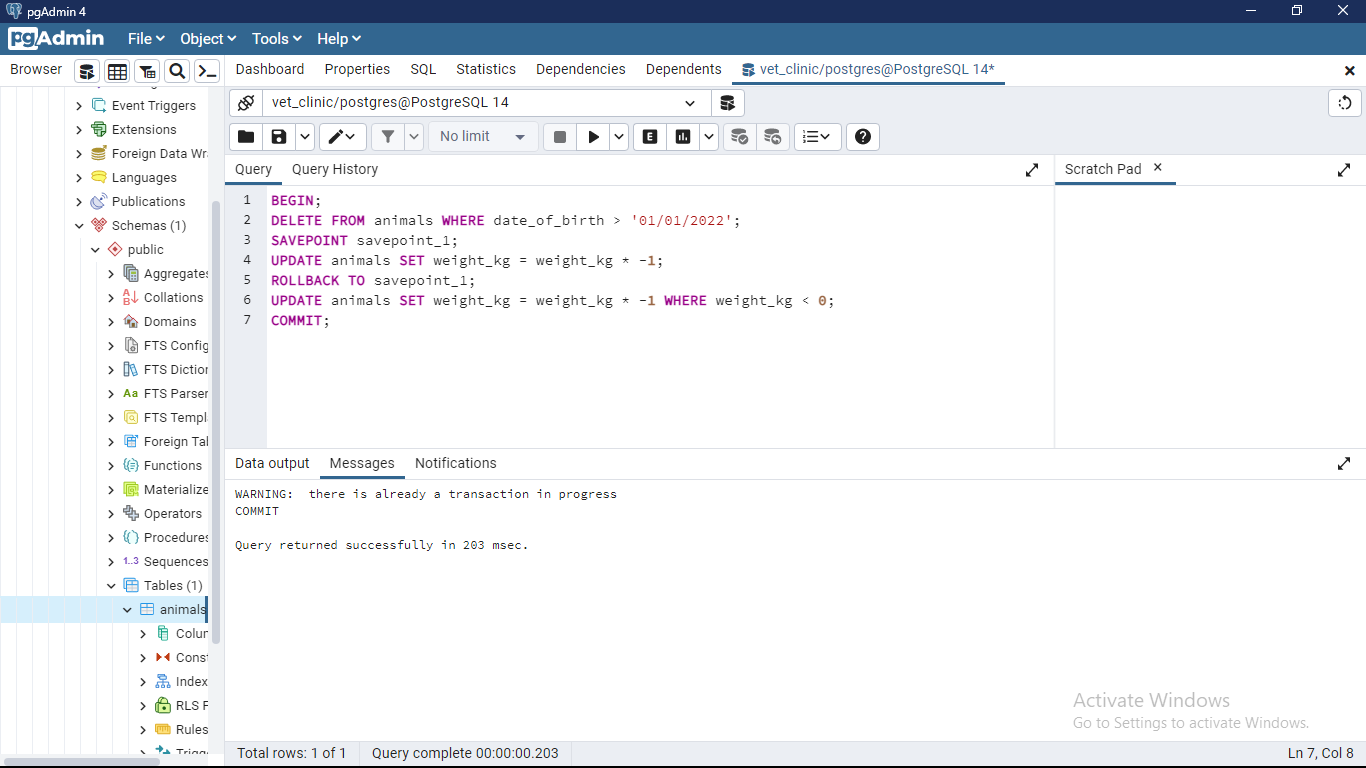 pgAdmin 4
pgAdmin
File Object Tools Help
Browser
Dashboard Properties SQL Statistics Dependencies Dependents vet_clinic/postgres@PostgreSQL 14*
Event Triggers
Extensions
Foreign Data Wr
Languages
Publications
Schemas (1)
public
Aggregates
Collations
Domains
FTS Config
FTS Diction
FTS Parser
FTS Templ
Foreign Tal
Functions
Materialize
Operators
Procedures
1..3 Sequences
Tables (1)
animals
Colum
Const
Index
RLS P
Rules
Trigg
vet_clinic/postgres@PostgreSQL 14
No limit
E
Query Query History
Scratch Pad
1 BEGIN;
2 DELETE FROM animals WHERE date_of_birth > '01/01/2022';
3 SAVEPOINT savepoint_1;
4 UPDATE animals SET weight_kg = weight_kg * -1;
5 ROLLBACK TO savepoint_1;
6 UPDATE animals SET weight_kg = weight_kg * -1 WHERE weight_kg < 0;
7 COMMIT;
Data output Messages Notifications
WARNING: there is already a transaction in progress
COMMIT
Query returned successfully in 203 msec.
Activate Windows
Go to Settings to activate Windows.
Total rows: 1 of 1 Query complete 00:00:00.203 Ln 7, Col 8